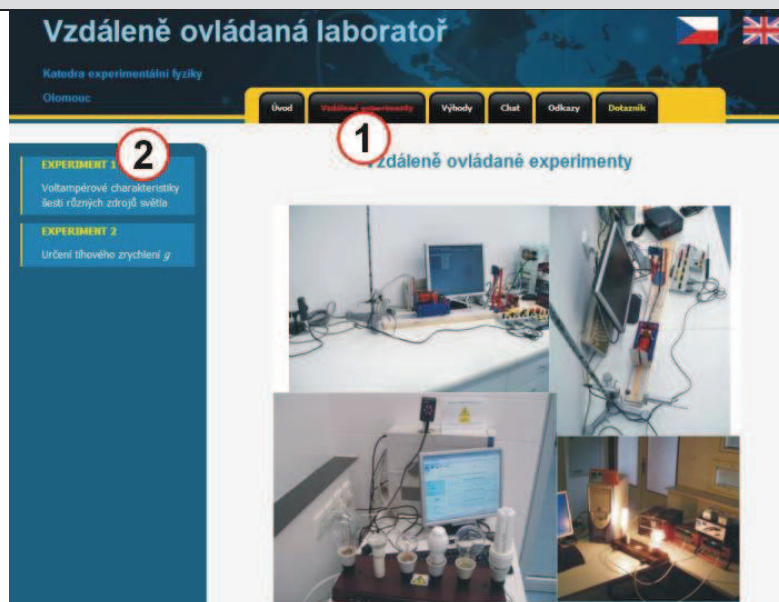 Vzdáleně ovládaná laboratoř
Katedra experimentální fyziky
Olomouc
Úvod
Vzdálené experimenty
Výhody
Chat
Odkazy
Dotazník
1
2
Vzdáleně ovládané experimenty
EXPERIMENT 1
Voltampérové charakteristiky
šesti různých zdrojů světla
EXPERIMENT 2
Určení tíhového zrychlení g